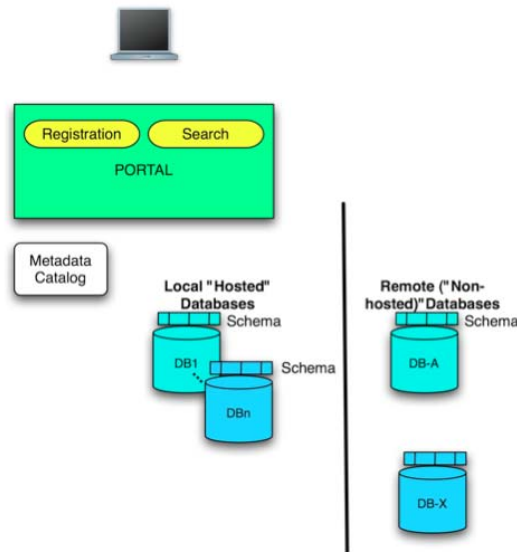 Registration
Search
PORTAL
Metadata
Catalog
Local "Hosted"
Databases
Schema
DB1
Schema
DBn
Remote ("Non-
hosted)"Databases
Schema
DB-A
DB-X